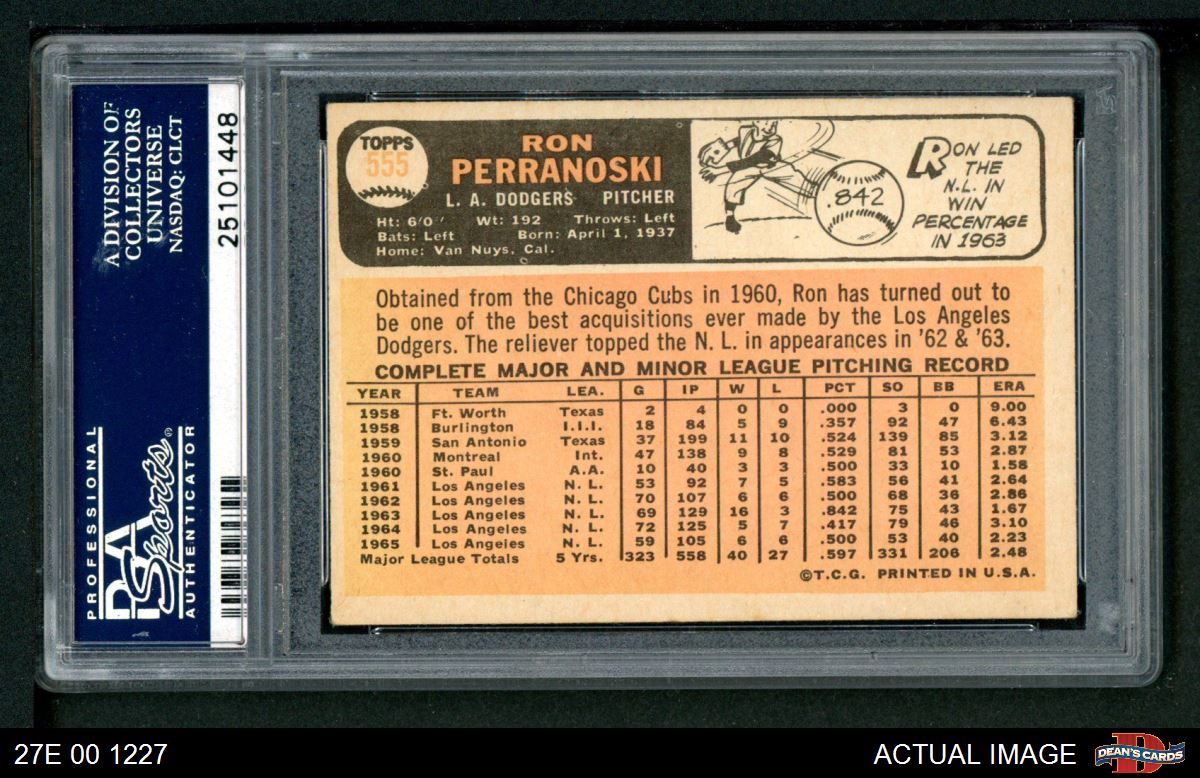 A DIVISION OF
COLLECTORS
UNIVERSE
NASDAQ: CLCT
25101448
PROFESSIONAL
PSA
Sports®
AUTHENTICATOR
TOPPS
555
RON
PERRANOSKI
L. A. DODGERS PITCHER
Ht: 6'0" Wt: 192 Throws: Left
Bats: Left Born: April 1, 1937
Home: Van Nuys, Cal.
.842
RON LED
THE
N.L. IN
WIN
PERCENTAGE
IN 1963
Obtained from the Chicago Cubs in 1960, Ron has turned out to
be one of the best acquisitions ever made by the Los Angeles
Dodgers. The reliever topped the N. L. in appearances in '62 & '63.
COMPLETE MAJOR AND MINOR LEAGUE PITCHING RECORD
YEAR TEAM LEA. G IP W L PCT SO BB ERA
1958 Ft. Worth Texas 2 4 0 0 .000 3 0 9.00
1958 Burlington I.I.I. 18 84 5 9 .357 92 47 6.43
1959 San Antonio Texas 37 199 11 10 .524 139 85 3.12
1960 Montreal Int. 47 138 9 8 .529 81 53 2.87
1960 St. Paul A.A. 10 40 3 3 .500 33 10 1.58
1961 Los Angeles N. L. 53 92 7 5 .583 56 41 2.64
1962 Los Angeles N. L. 70 107 6 6 .500 68 36 2.86
1963 Los Angeles N. L. 69 129 16 3 .842 75 43 1.67
1964 Los Angeles N. L. 72 125 5 7 .417 79 46 3.10
1965 Los Angeles N. L. 59 105 6 6 .500 53 40 2.23
Major League Totals 5 Yrs. 323 558 40 27 .597 331 206 2.48
©T.C.G. PRINTED IN U.S.A.
27E 00 1227
ACTUAL IMAGE
D
DEAN'S CARDS